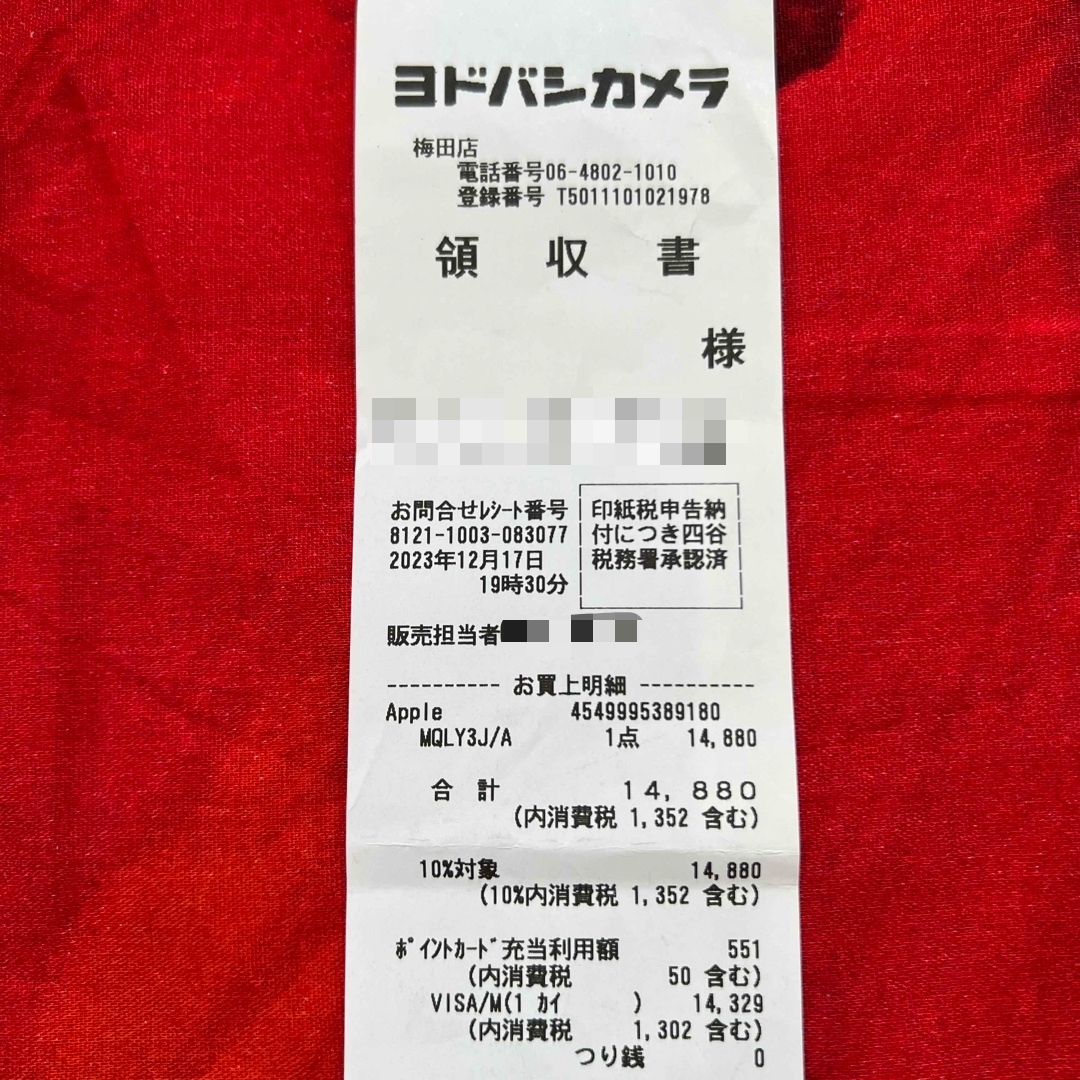 ヨドバシカメラ
梅田店
電話番号06-4802-1010
登録番号 T5011101021978
領 収 書
様
お問合せﾚｼｰﾄ番号
8121-1003-083077
2023年12月17日
19時30分
印紙税申告納
付につき四谷
税務署承認済
販売担当者
---------- お買上明細 ----------
Apple 4549995389180
MQLY3J/A 1点 14,880
合 計 14,880
(内消費税 1,352 含む)
10%対象 14,880
(10%内消費税 1,352 含む)
ﾎﾟｲﾝﾄｶｰﾄﾞ充当利用額 551
(内消費税 50 含む)
VISA/M(1 ｶｲ ) 14,329
(内消費税 1,302 含む)
つり銭 0